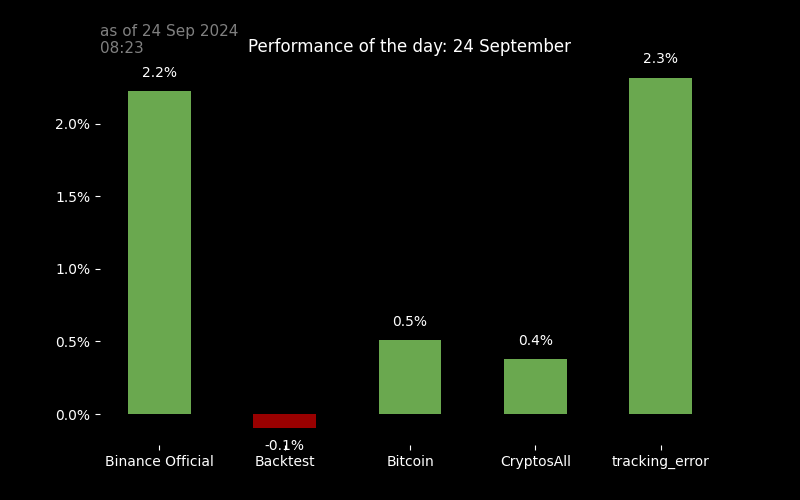 as of 24 Sep 2024
08:23
Performance of the day: 24 September
2.2%
2.3%
2.0%
1.5%
1.0%
0.5%
0.5%
0.4%
0.0%
-0.1%
Binance Official
Backtest
Bitcoin
CryptosAll
tracking_error